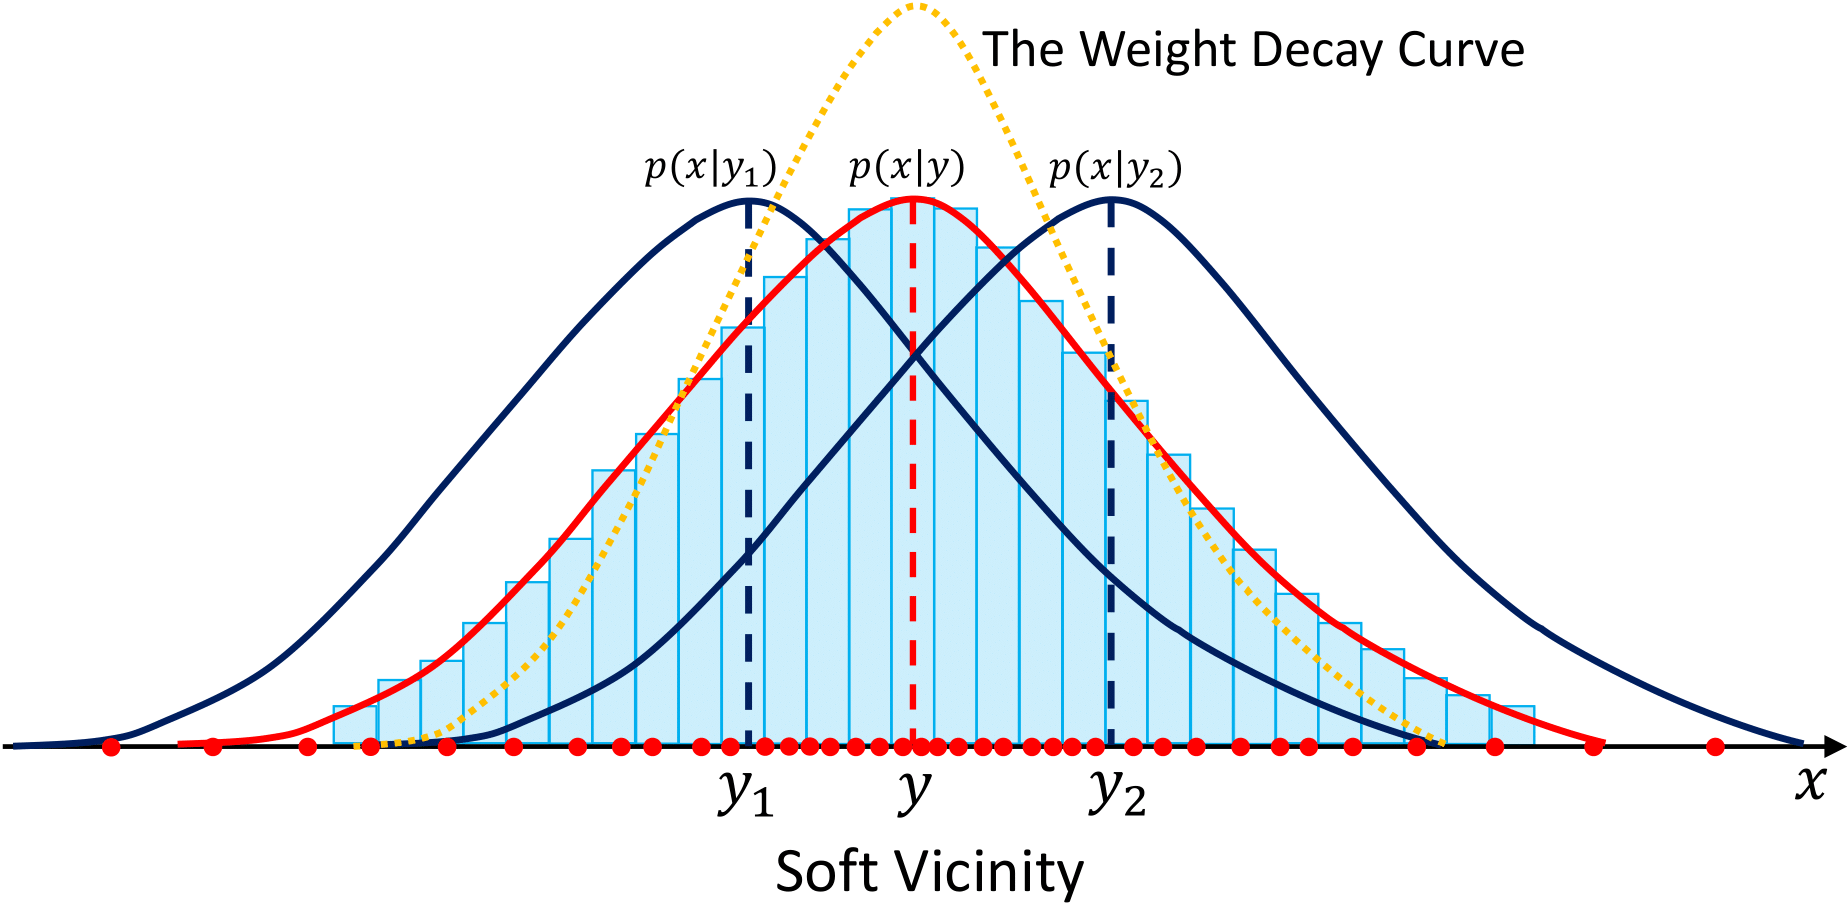 The Weight Decay Curve
p(x|y₁) p(x|y) p(x|y₂)
y₁ y y₂ x
Soft Vicinity